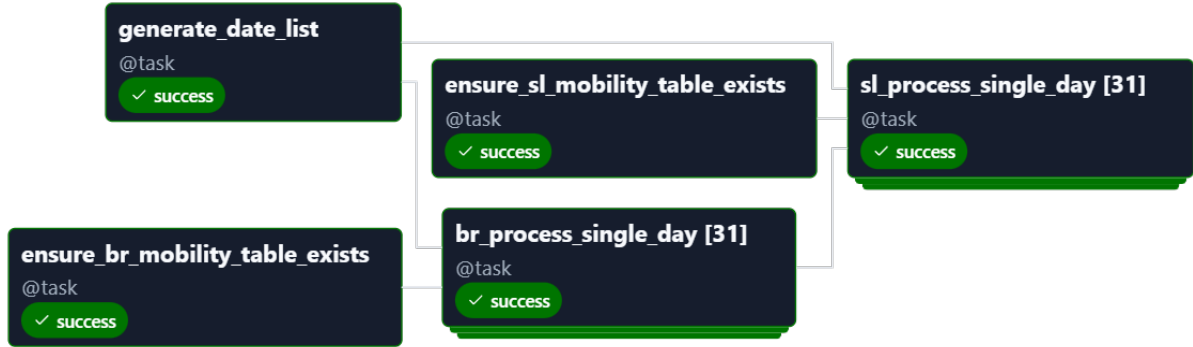 generate_date_list
@task
success
ensure_sl_mobility_table_exists
@task
success
sl_process_single_day [31]
@task
success
ensure_br_mobility_table_exists
@task
success
br_process_single_day [31]
@task
success